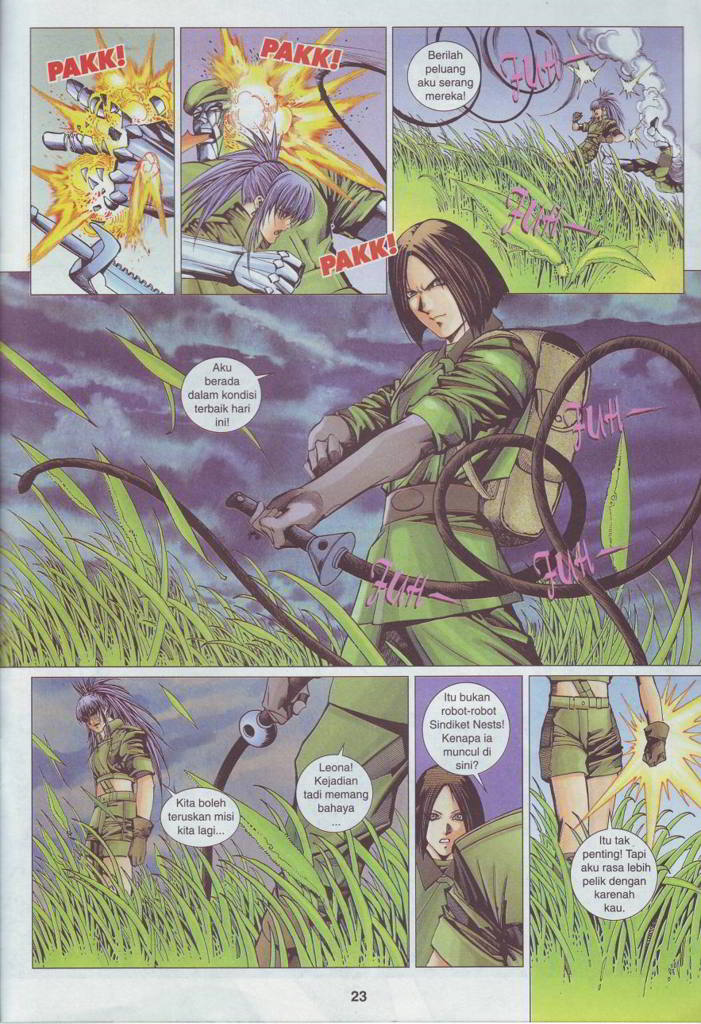 PAKK!
PAKK!
PAKK!
Berilah
peluang
aku serang
mereka!
FUH
FUH
Aku
berada
dalam kondisi
terbaik hari
ini!
FUH
FUH
FUH
Kita boleh
teruskan misi
kita lagi...
Leona!
Kejadian
tadi memang
bahaya
...
Itu bukan
robot-robot
Sindiket Nests!
Kenapa ia
muncul di
sini?
Itu tak
penting! Tapi
aku rasa lebih
pelik dengan
karenah
kau.
23